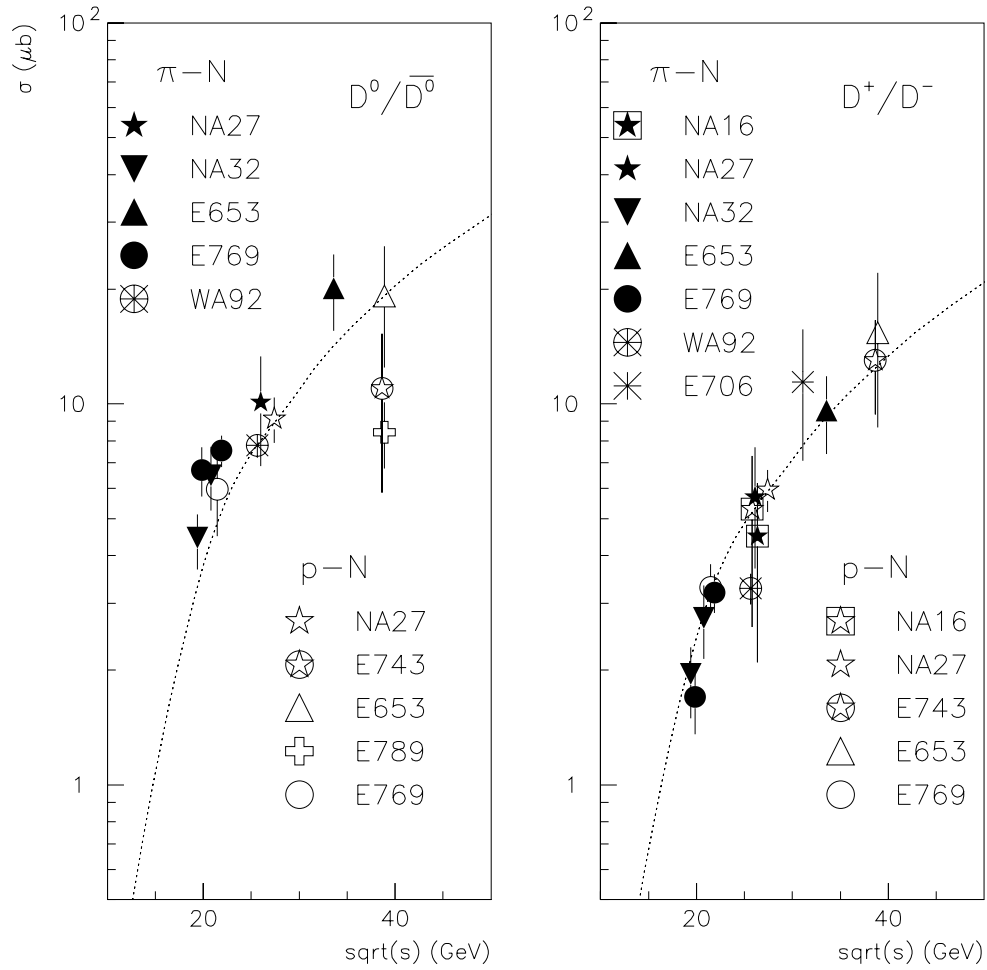 σ (μb)
10²
10
1
π−N
D⁰/D̅⁰
NA27
NA32
E653
E769
WA92
p−N
NA27
E743
E653
E789
E769
20 40
sqrt(s) (GeV)
10²
10
1
π−N
D⁺/D⁻
NA16
NA27
NA32
E653
E769
WA92
E706
p−N
NA16
NA27
E743
E653
E769
20 40
sqrt(s) (GeV)